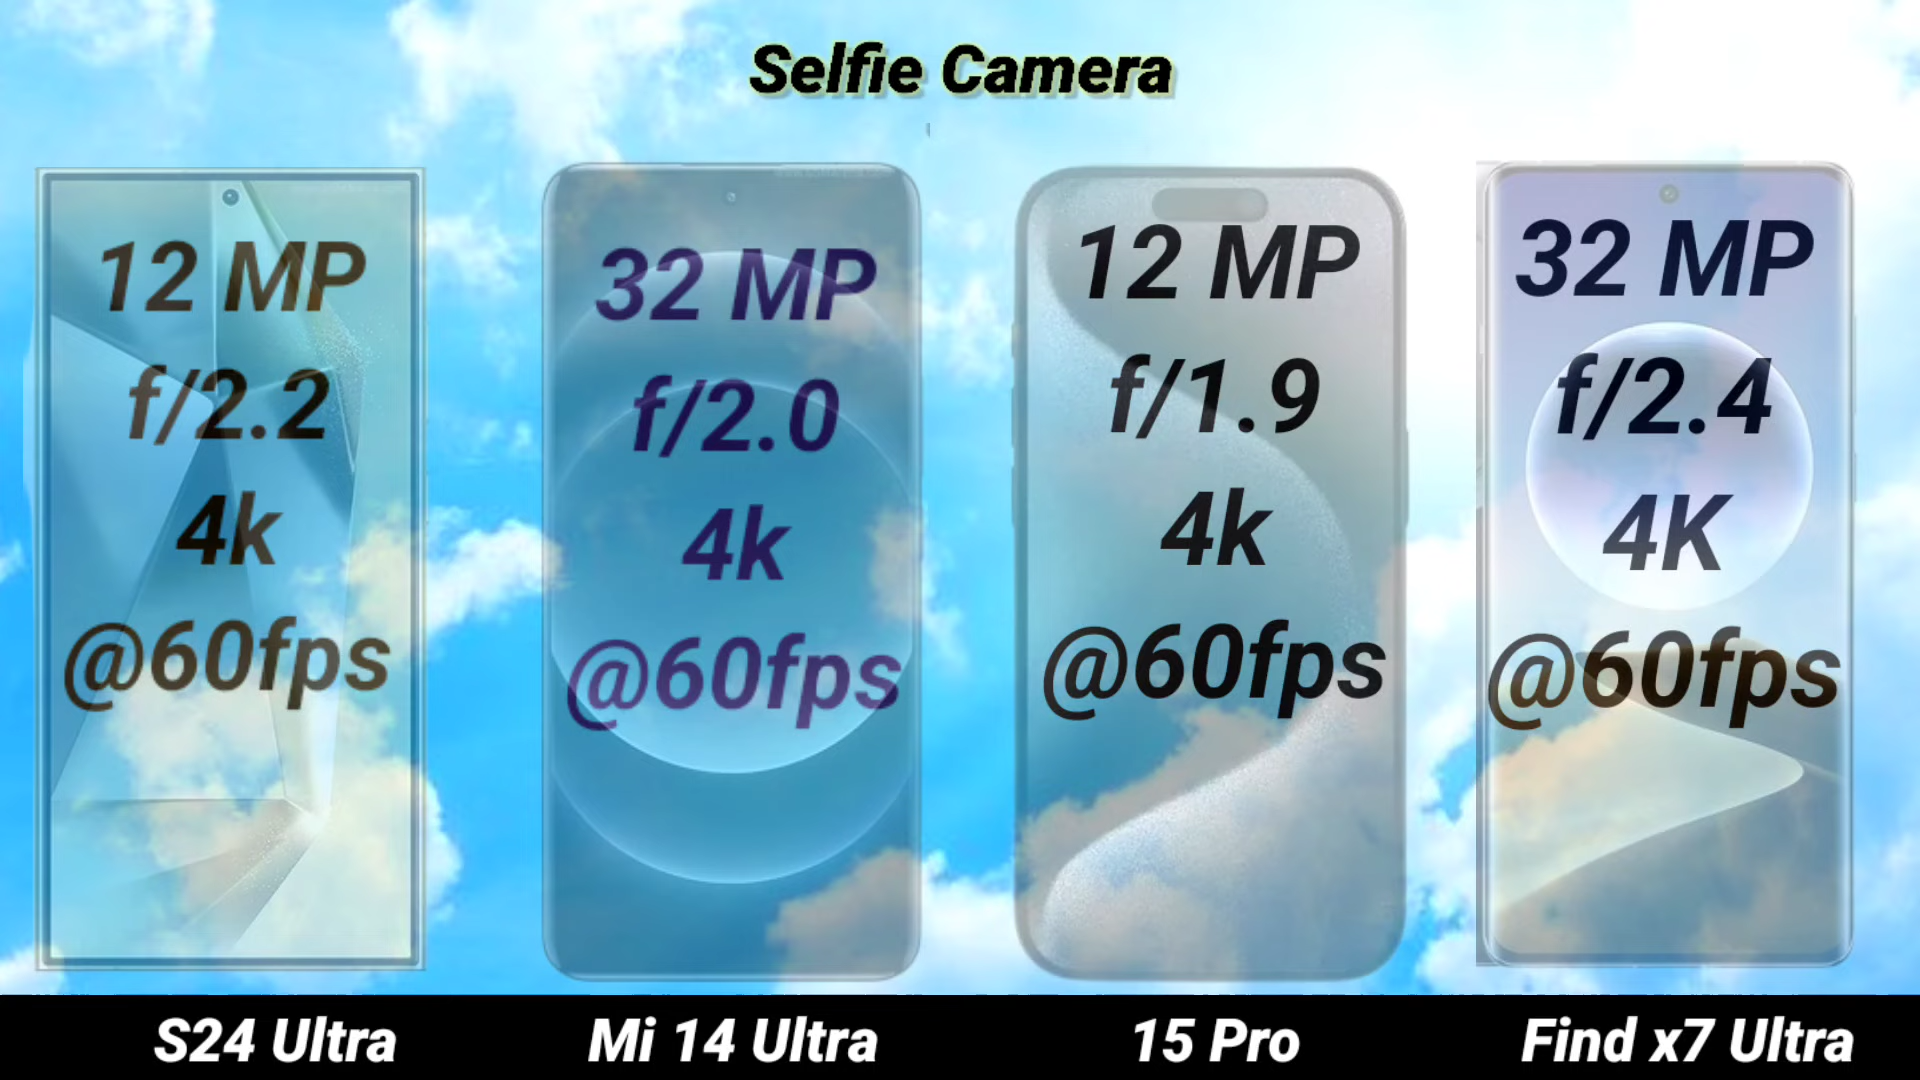 Selfie Camera
12 MP
f/2.2
4k
@60fps
32 MP
f/2.0
4k
@60fps
12 MP
f/1.9
4k
@60fps
32 MP
f/2.4
4K
@60fps
S24 Ultra
Mi 14 Ultra
15 Pro
Find x7 Ultra